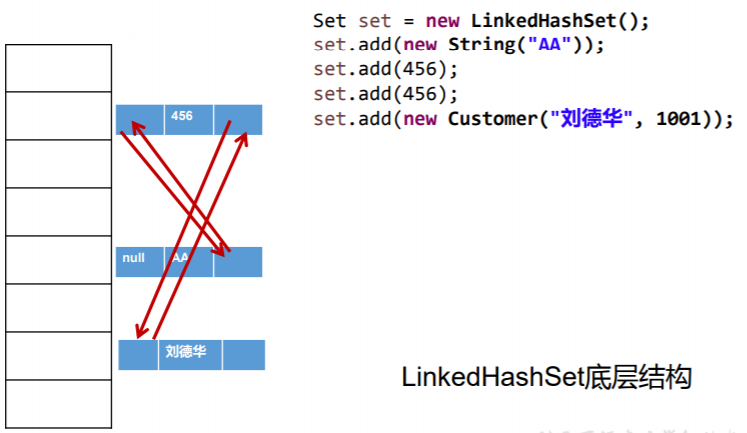 Set set = new LinkedHashSet();
set.add(new String("AA"));
set.add(456);
set.add(456);
set.add(new Customer("刘德华", 1001));
456
null AA
刘德华
LinkedHashSet底层结构